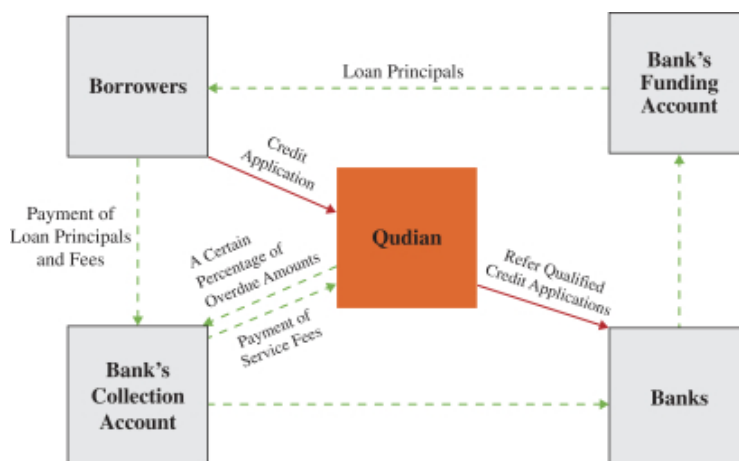 Borrowers
Loan Principals
Bank's
Funding
Account
Credit
Application
Qudian
Payment of
Loan Principals
and Fees
A Certain
Percentage of
Overdue Amounts
Payment of
Service Fees
Refer Qualified
Credit Applications
Bank's
Collection
Account
Banks